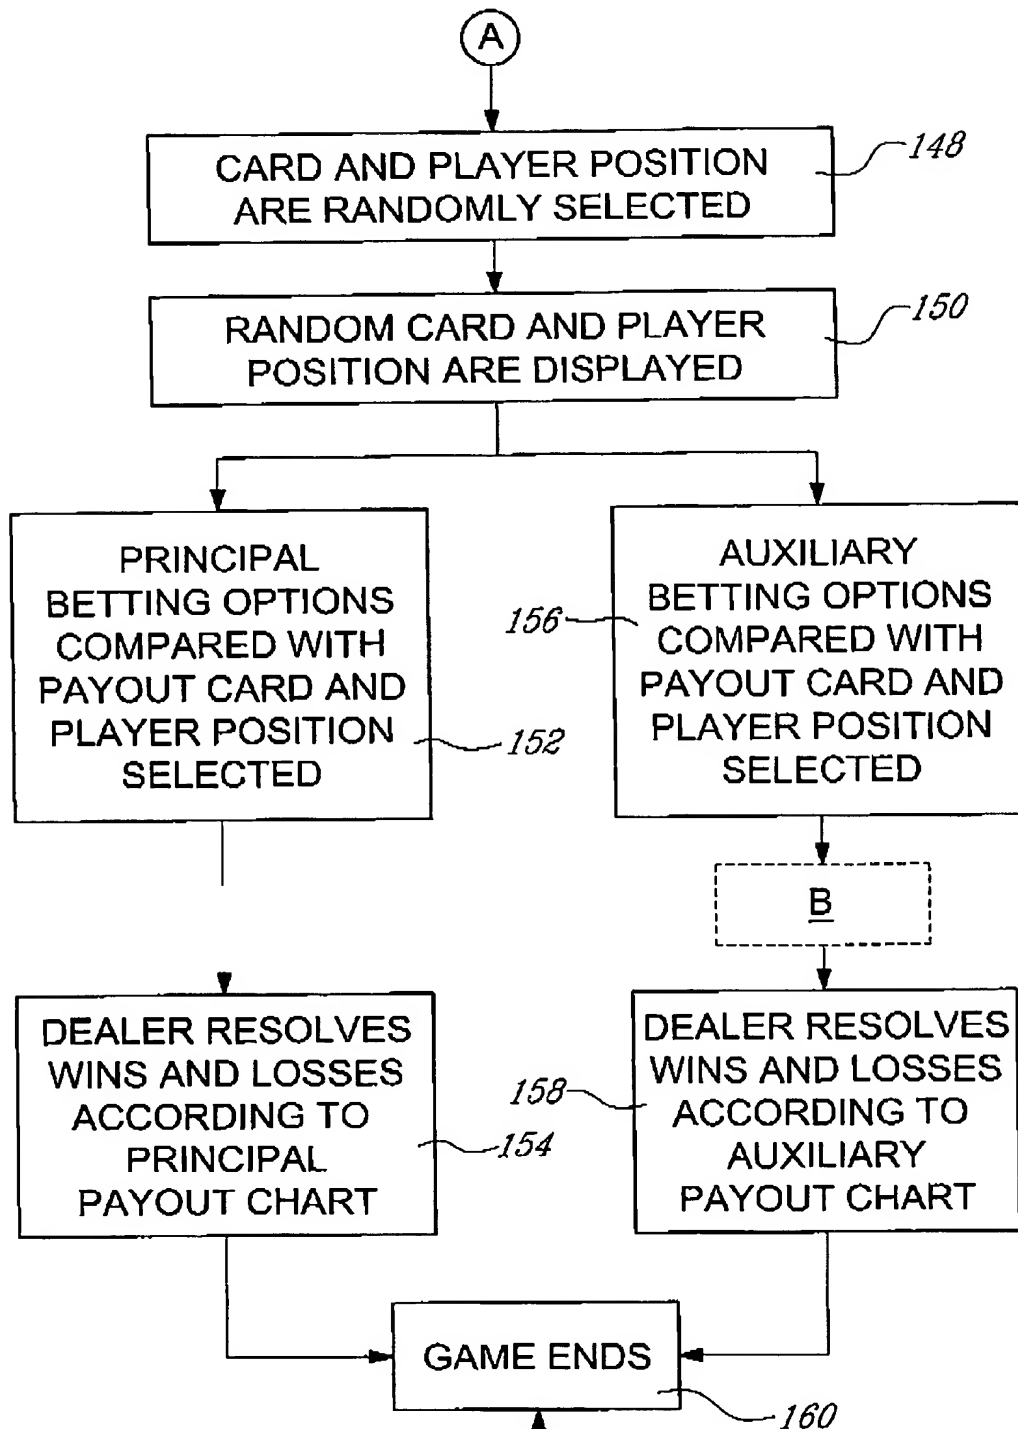 A
CARD AND PLAYER POSITION
ARE RANDOMLY SELECTED
148
RANDOM CARD AND PLAYER
POSITION ARE DISPLAYED
150
PRINCIPAL
BETTING OPTIONS
COMPARED WITH
PAYOUT CARD AND
PLAYER POSITION
SELECTED
152
AUXILIARY
BETTING OPTIONS
COMPARED WITH
PAYOUT CARD AND
PLAYER POSITION
SELECTED
156
B
DEALER RESOLVES
WINS AND LOSSES
ACCORDING TO
PRINCIPAL
PAYOUT CHART
154
DEALER RESOLVES
WINS AND LOSSES
ACCORDING TO
AUXILIARY
PAYOUT CHART
158
GAME ENDS
160